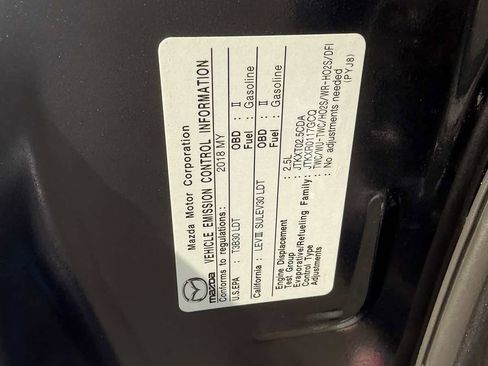 Mazda Motor Corporation
mazda
VEHICLE EMISSION CONTROL INFORMATION
Conforms to regulations: 2018 MY
U.S.EPA : T3B30 LDT OBD : II Fuel : Gasoline
California : LEVIII SULEV30 LDT OBD : II Fuel : Gasoline
Engine Displacement : 2.5L
Test Group : JTKXT02.5CDA
Evaporative/Refueling Family: JTKXR0117GCQ
Control Type : TWC/WU-TWC/HO2S/WR-HO2S/DFI
Adjustments : No adjustments needed
(PYJ8)